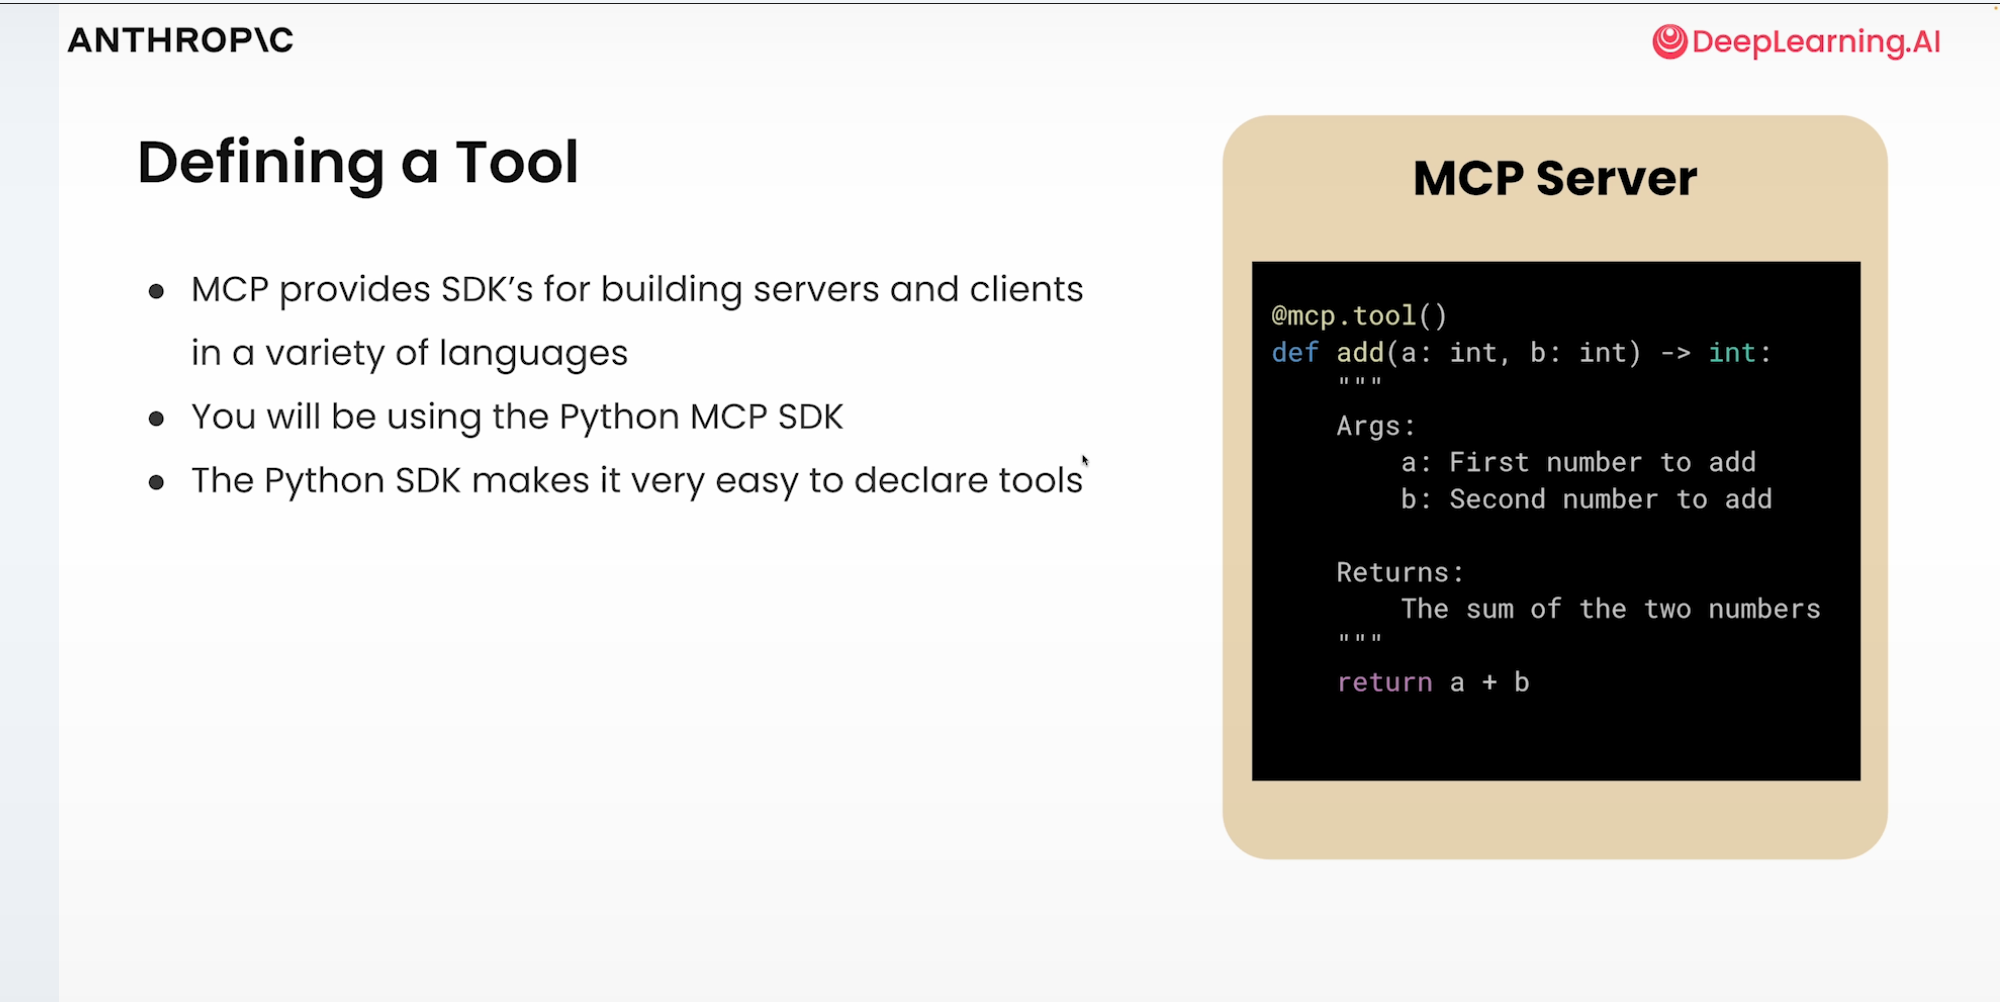 ANTHROP\C
DeepLearning.AI
Defining a Tool
● MCP provides SDK’s for building servers and clients
in a variety of languages
● You will be using the Python MCP SDK
● The Python SDK makes it very easy to declare tools
MCP Server
@mcp.tool()
def add(a: int, b: int) -> int:
    """
    Args:
        a: First number to add
        b: Second number to add

    Returns:
        The sum of the two numbers
    """
    return a + b